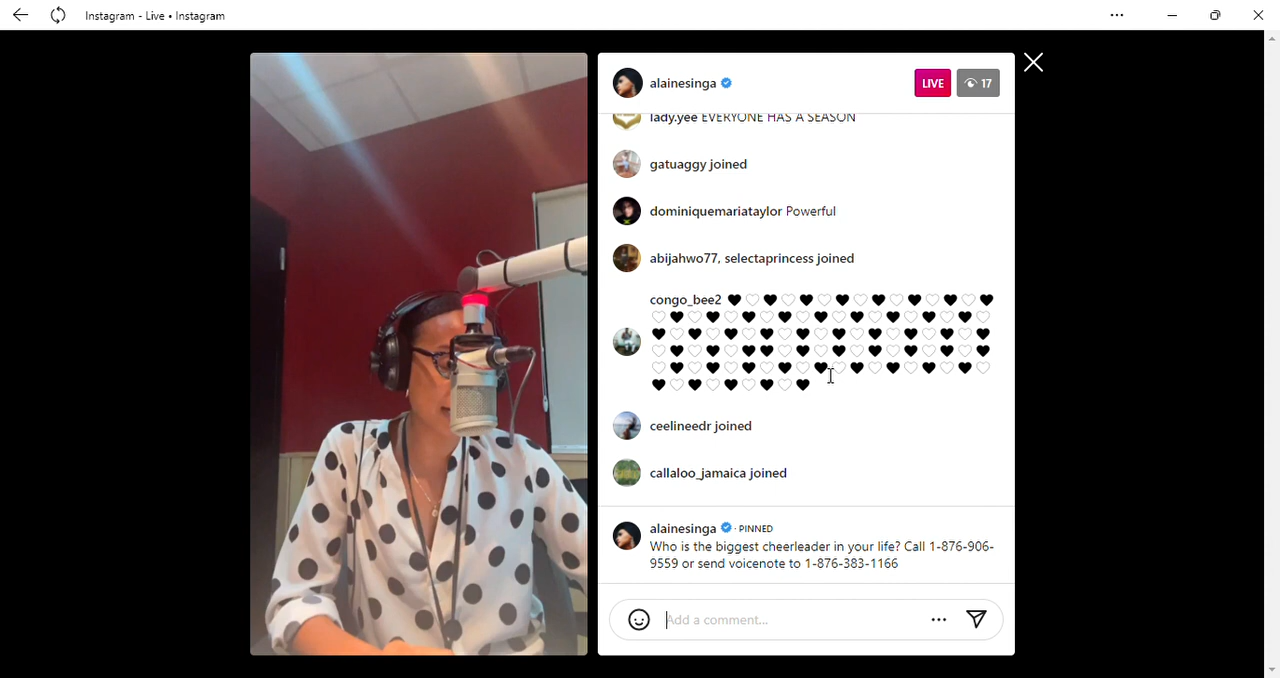 Instagram - Live • Instagram
alainesinga
LIVE 17
lady.yee EVERYONE HAS A SEASON
gatuaggy joined
dominiquemariataylor Powerful
abijahwo77, selectaprincess joined
congo_bee2 🖤🤍🖤🤍🖤🤍🖤🤍🖤🤍🖤🤍🖤🤍🖤
🤍🖤🤍🖤🤍🖤🤍🖤🤍🖤🤍🖤🤍🖤🤍🖤🤍🖤🤍
🖤🤍🖤🤍🖤🤍🖤🤍🖤🤍🖤🤍🖤🤍🖤🤍🖤🤍🖤
🤍🖤🤍🖤🤍🖤🖤🤍🖤🤍🖤🤍🖤🤍🖤🤍🖤🤍🖤
🤍🖤🤍🖤🤍🖤🤍🖤🤍🖤🤍🖤🤍🖤🤍🖤🤍🖤🤍
🖤🤍🖤🤍🖤🤍🖤🤍🖤
ceelineedr joined
callaloo_jamaica joined
alainesinga · PINNED
Who is the biggest cheerleader in your life? Call 1-876-906-
9559 or send voicenote to 1-876-383-1166
Add a comment...